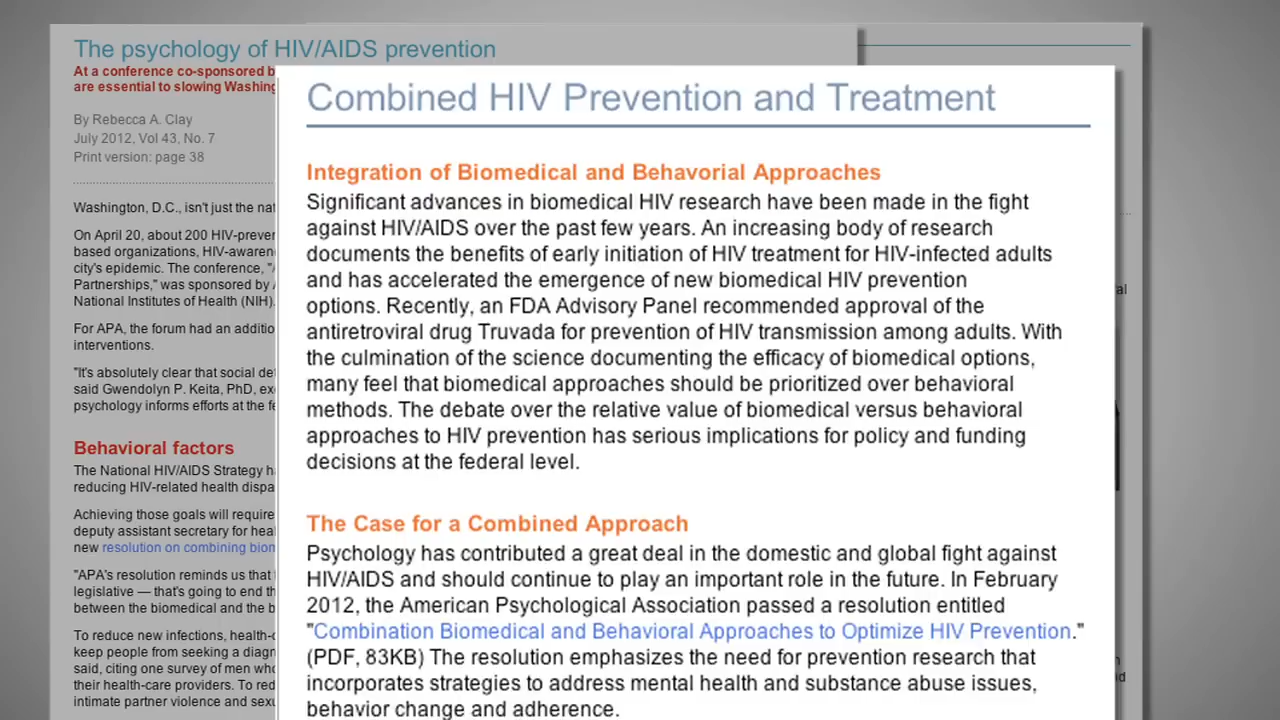 The psychology of HIV/AIDS prevention
At a conference co-sponsored b
are essential to slowing Washing
By Rebecca A. Clay
July 2012, Vol 43, No. 7
Print version: page 38
Washington, D.C., isn't just the nat
On April 20, about 200 HIV-prever
based organizations, HIV-awaren
city's epidemic. The conference, "
Partnerships," was sponsored by
National Institutes of Health (NIH).
For APA, the forum had an additio
interventions.
"It's absolutely clear that social det
said Gwendolyn P. Keita, PhD, exe
psychology informs efforts at the fe
Behavioral factors
The National HIV/AIDS Strategy ha
reducing HIV-related health dispa
Achieving those goals will require
deputy assistant secretary for heal
new resolution on combining biom
"APA's resolution reminds us that
legislative — that's going to end th
between the biomedical and the b
To reduce new infections, health-c
keep people from seeking a diagn
said, citing one survey of men who
their health-care providers. To red
intimate partner violence and sexu
Combined HIV Prevention and Treatment
Integration of Biomedical and Behavorial Approaches
Significant advances in biomedical HIV research have been made in the fight
against HIV/AIDS over the past few years. An increasing body of research
documents the benefits of early initiation of HIV treatment for HIV-infected adults
and has accelerated the emergence of new biomedical HIV prevention
options. Recently, an FDA Advisory Panel recommended approval of the
antiretroviral drug Truvada for prevention of HIV transmission among adults. With
the culmination of the science documenting the efficacy of biomedical options,
many feel that biomedical approaches should be prioritized over behavioral
methods. The debate over the relative value of biomedical versus behavioral
approaches to HIV prevention has serious implications for policy and funding
decisions at the federal level.
The Case for a Combined Approach
Psychology has contributed a great deal in the domestic and global fight against
HIV/AIDS and should continue to play an important role in the future. In February
2012, the American Psychological Association passed a resolution entitled
"Combination Biomedical and Behavioral Approaches to Optimize HIV Prevention."
(PDF, 83KB) The resolution emphasizes the need for prevention research that
incorporates strategies to address mental health and substance abuse issues,
behavior change and adherence.